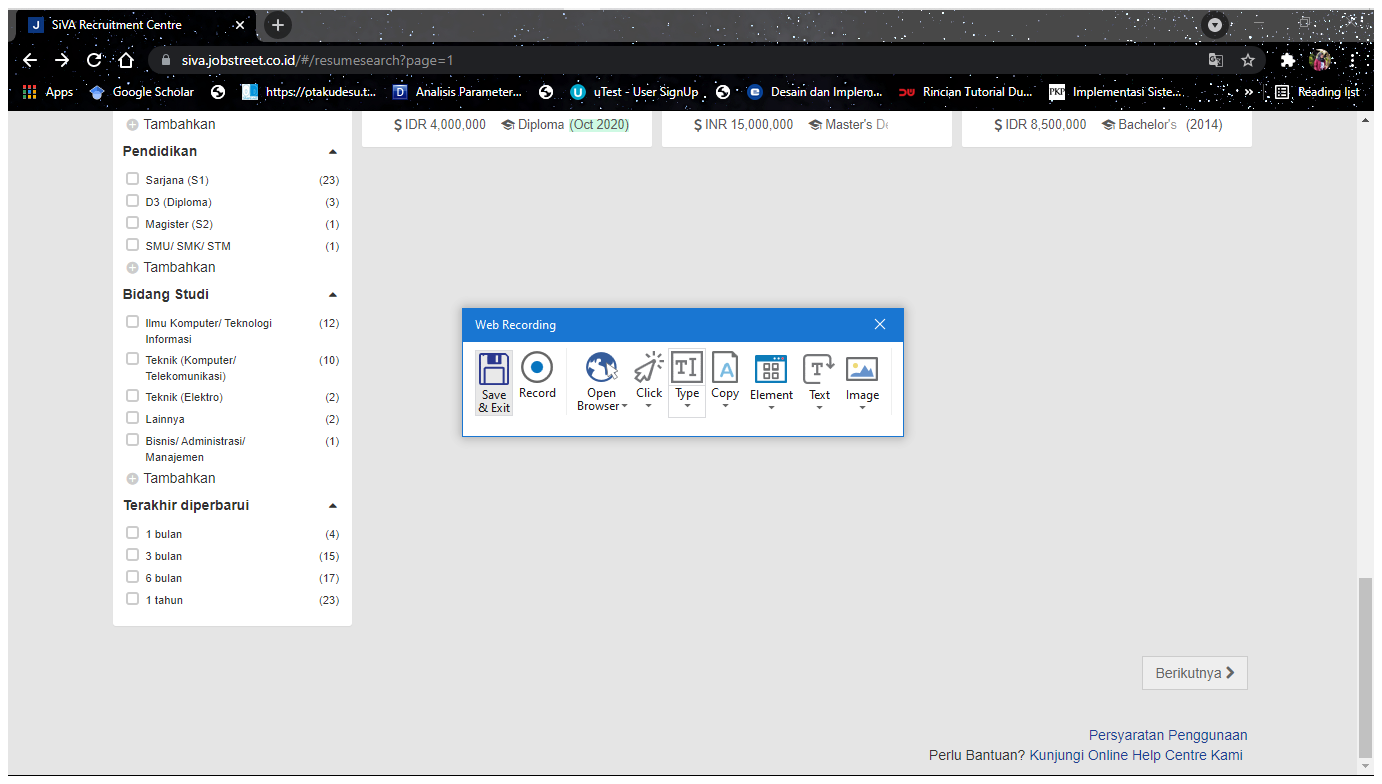 SiVA Recruitment Centre
siva.jobstreet.co.id/#/resumesearch?page=1
Apps Google Scholar https://otakudesu.t... Analisis Parameter... uTest - User SignUp Desain dan Implem... Rincian Tutorial Du... Implementasi Siste... » Reading list
Tambahkan
Pendidikan
Sarjana (S1) (23)
D3 (Diploma) (3)
Magister (S2) (1)
SMU/ SMK/ STM (1)
Tambahkan
Bidang Studi
Ilmu Komputer/ Teknologi (12)
Informasi
Teknik (Komputer/ (10)
Telekomunikasi)
Teknik (Elektro) (2)
Lainnya (2)
Bisnis/ Administrasi/ (1)
Manajemen
Tambahkan
Terakhir diperbarui
1 bulan (4)
3 bulan (15)
6 bulan (17)
1 tahun (23)
$ IDR 4,000,000 Diploma (Oct 2020)
$ INR 15,000,000 Master's De
$ IDR 8,500,000 Bachelor's (2014)
Web Recording
Save
& Exit
Record
Open
Browser
Click
Type
Copy
Element
Text
Image
Berikutnya
Persyaratan Penggunaan
Perlu Bantuan? Kunjungi Online Help Centre Kami